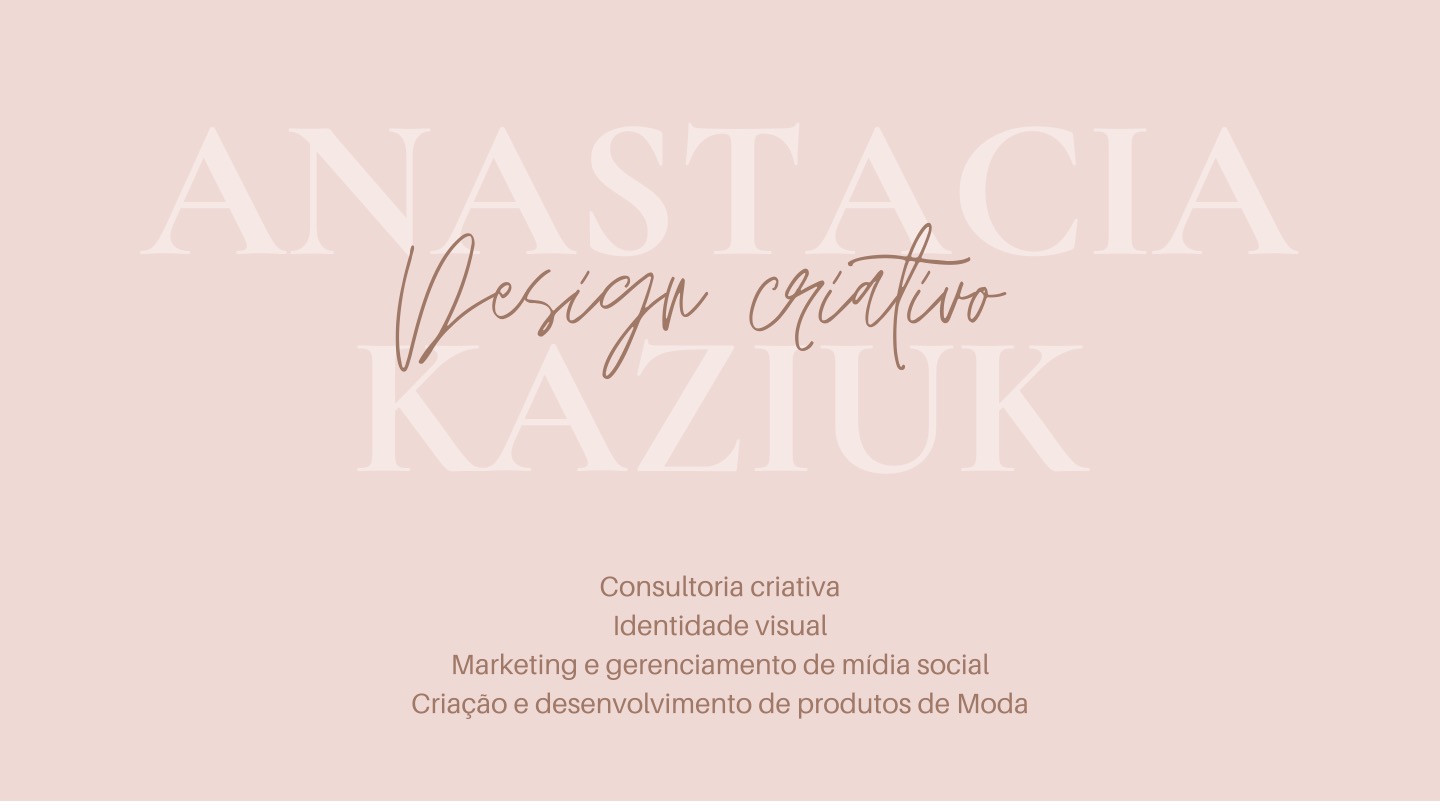 ANASTACIA
Design criativo
KAZIUK
Consultoria criativa
Identidade visual
Marketing e gerenciamento de mídia social
Criação e desenvolvimento de produtos de Moda